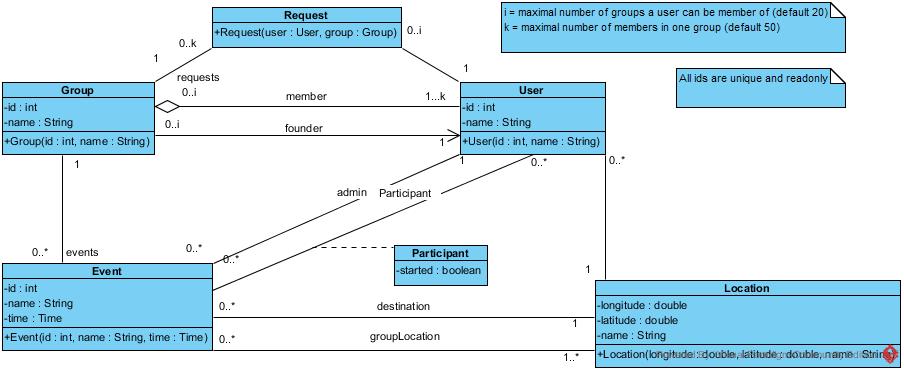 Request
+Request(user : User, group : Group)
i = maximal number of groups a user can be member of (default 20)
k = maximal number of members in one group (default 50)
All ids are unique and readonly
0..k
0..i
1
1
requests
Group
-id : int
-name : String
+Group(id : int, name : String)
0..i
member
1...k
0..i
founder
1
User
-id : int
-name : String
+User(id : int, name : String)
1
1
0..*
0..*
admin
Participant
0..*
events
0..*
0..*
Participant
-started : boolean
1
Event
-id : int
-name : String
-time : Time
+Event(id : int, name : String, time : Time)
0..*
destination
1
0..*
groupLocation
1..*
Location
-longitude : double
-latitude : double
-name : String
+Location(longitude : double, latitude : double, name : String)